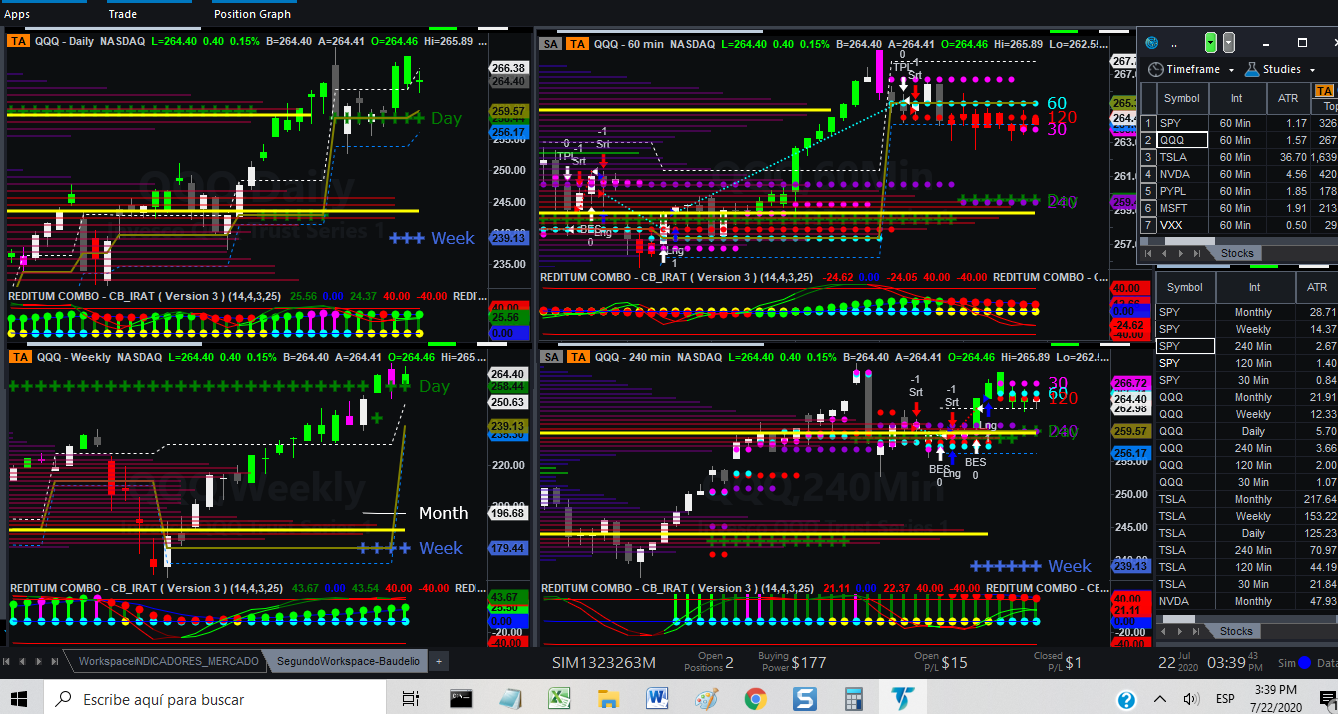 Apps Trade Position Graph
TA QQQ - Daily NASDAQ L=264.40 0.40 0.15% B=264.40 A=264.41 O=264.46 Hi=265.89 ...
266.38
264.40
259.57
256.17
250.00
245.00
239.13
235.00
Day
Week
QQQ,Daily
REDITUM COMBO - CB_IRAT ( Version 3 ) (14,4,3,25) 25.56 0.00 24.37 40.00 -40.00 REDI...
40.00
25.56
0.00
SA TA QQQ - 60 min NASDAQ L=264.40 0.40 0.15% B=264.40 A=264.41 O=264.46 Hi=265.89 Lo=262.5!...
0
TPL -1
Srt
60
120
30
-1
0 Srt
TPL -1
Srt
240
BES Lng
0
Lng
1
REDITUM COMBO - CB_IRAT ( Version 3 ) (14,4,3,25) -24.62 0.00 -24.05 40.00 -40.00 REDITUM COMBO - C...
40.00
0.00
-24.62
TA QQQ - Weekly NASDAQ L=264.40 0.40 0.15% B=264.40 A=264.41 O=264.46 Hi=265 ...
264.40
258.44
250.63
239.13
220.00
196.68
179.44
Day
Month
Week
QQQ,Weekly
REDITUM COMBO - CB_IRAT ( Version 3 ) (14,4,3,25) 43.67 0.00 43.54 40.00 -40.00 RED...
43.67
0.00
-20.00
-40.00
SA TA QQQ - 240 min NASDAQ L=264.40 0.40 0.15% B=264.40 A=264.41 O=264.46 Hi=265.89 Lo=262...
266.72
264.40
262.98
259.57
256.17
250.00
245.00
239.13
30
60
120
-1
Srt
-1
Srt
Lng
BES Lng
0
BES
0
Week
QQQ,240Min
REDITUM COMBO - CB_IRAT ( Version 3 ) (14,4,3,25) 21.11 0.00 22.37 40.00 -40.00 REDITUM COMBO - CE...
40.00
21.11
0.00
-20.00
Timeframe Studies
Symbol Int ATR TA
1 SPY 60 Min 1.17 326
2 QQQ 60 Min 1.57 267
3 TSLA 60 Min 36.70 1,639
4 NVDA 60 Min 4.56 420
5 PYPL 60 Min 1.85 178
6 MSFT 60 Min 1.91 213
7 VXX 60 Min 0.50 29
Stocks
Symbol Int ATR
SPY Monthly 28.71
SPY Weekly 14.37
SPY 240 Min 2.67
SPY 120 Min 1.40
SPY 30 Min 0.84
QQQ Monthly 21.91
QQQ Weekly 12.33
QQQ Daily 5.70
QQQ 240 Min 3.66
QQQ 120 Min 2.00
QQQ 30 Min 1.07
TSLA Monthly 217.64
TSLA Weekly 153.22
TSLA Daily 125.23
TSLA 240 Min 70.97
TSLA 120 Min 44.19
TSLA 30 Min 21.84
NVDA Monthly 47.93
Stocks
WorkspaceINDICADORES_MERCADO SegundoWorkspace-Baudelio +
SIM1323263M Open Positions 2 Buying Power $177 Open P/L $15 Closed P/L $1 22 Jul 2020 03:39 43 PM Sim Data
Escribe aquí para buscar
ESP
3:39 PM
7/22/2020